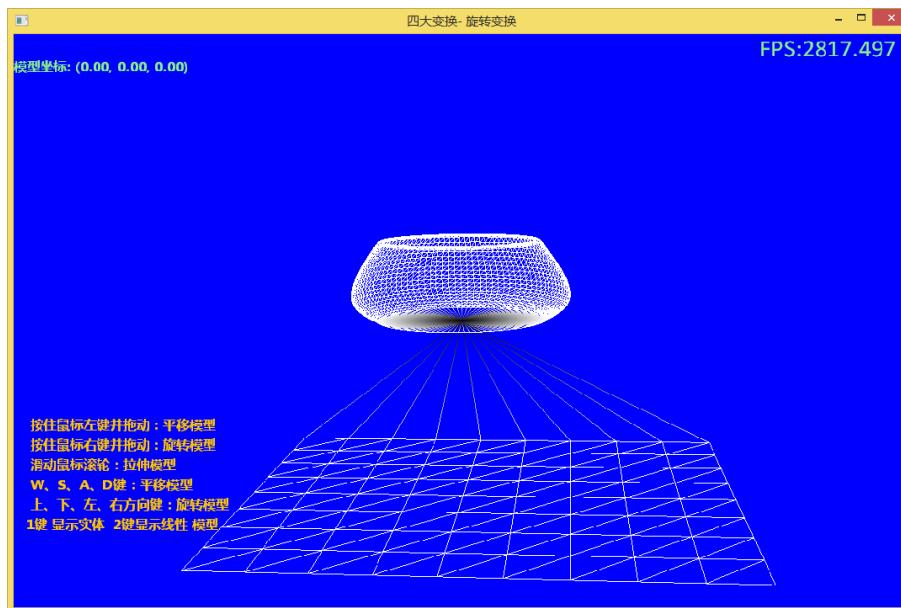 四大变换- 旋转变换
FPS:2817.497
模型坐标: (0.00, 0.00, 0.00)
按住鼠标左键并拖动：平移模型
按住鼠标右键并拖动：旋转模型
滑动鼠标滚轮：拉伸模型
W、S、A、D键：平移模型
上、下、左、右方向键：旋转模型
1键 显示实体 2键显示线性 模型